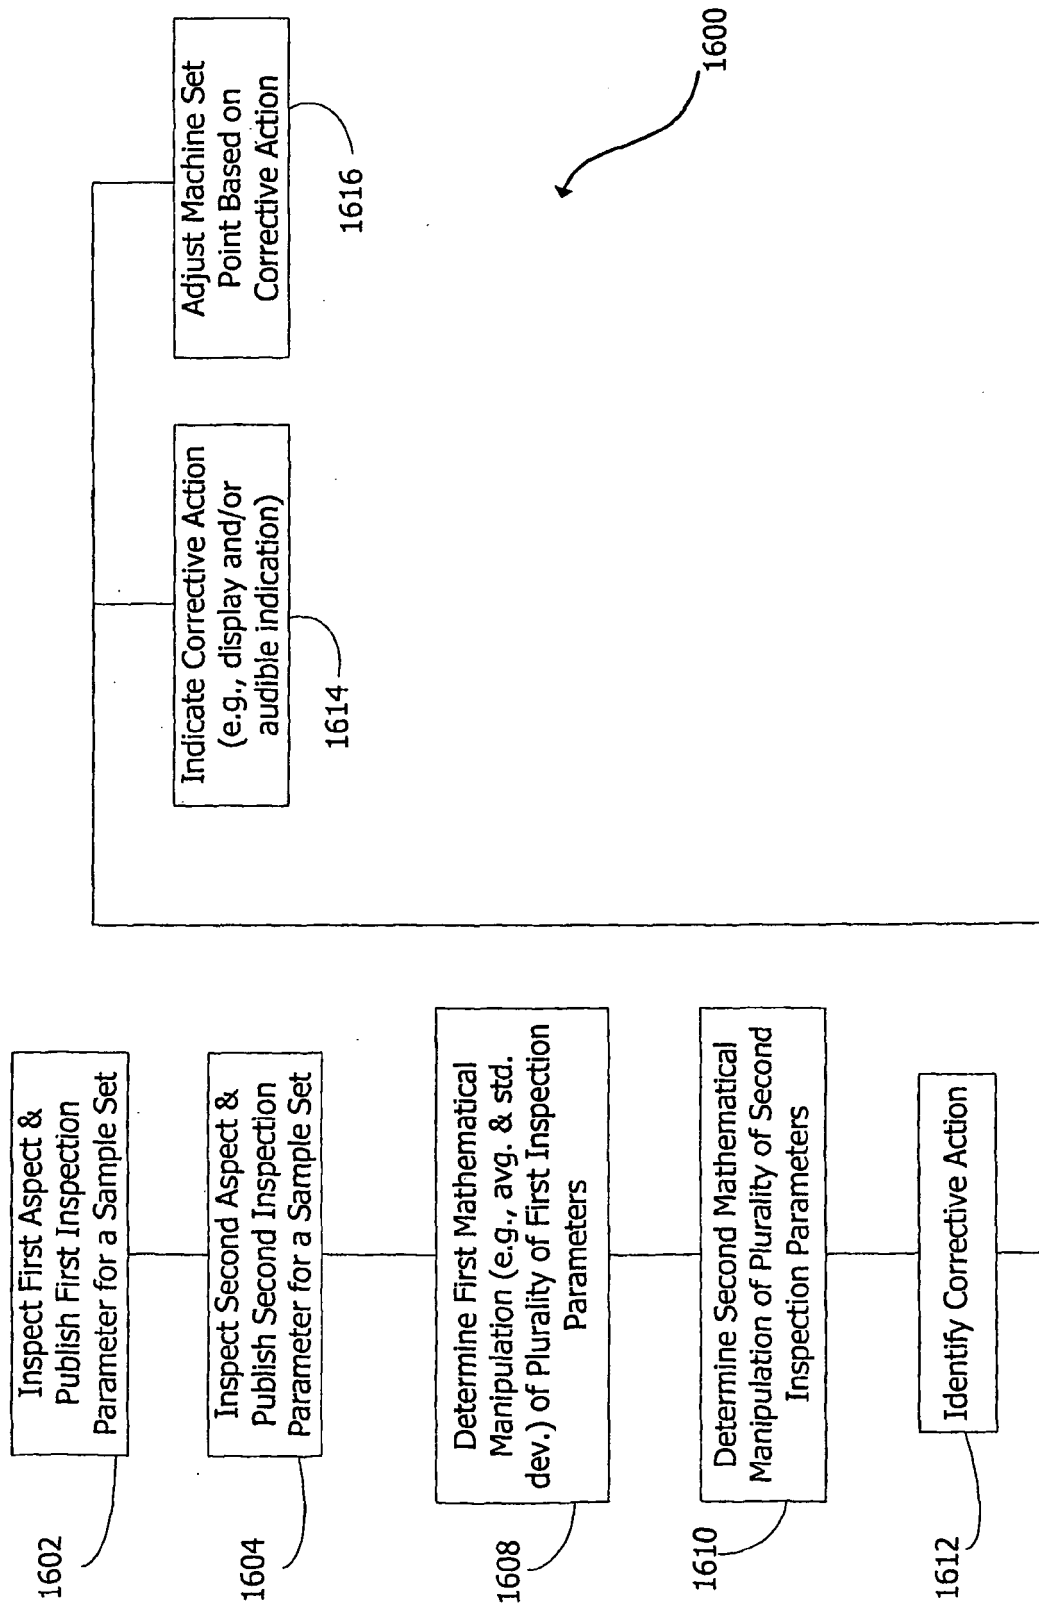 1602
Inspect First Aspect &
Publish First Inspection
Parameter for a Sample Set
1604
Inspect Second Aspect &
Publish Second Inspection
Parameter for a Sample Set
1608
Determine First Mathematical
Manipulation (e.g., avg. & std.
dev.) of Plurality of First Inspection
Parameters
1610
Determine Second Mathematical
Manipulation of Plurality of Second
Inspection Parameters
1612
Identify Corrective Action
Indicate Corrective Action
(e.g., display and/or
audible indication)
1614
Adjust Machine Set
Point Based on
Corrective Action
1616
1600